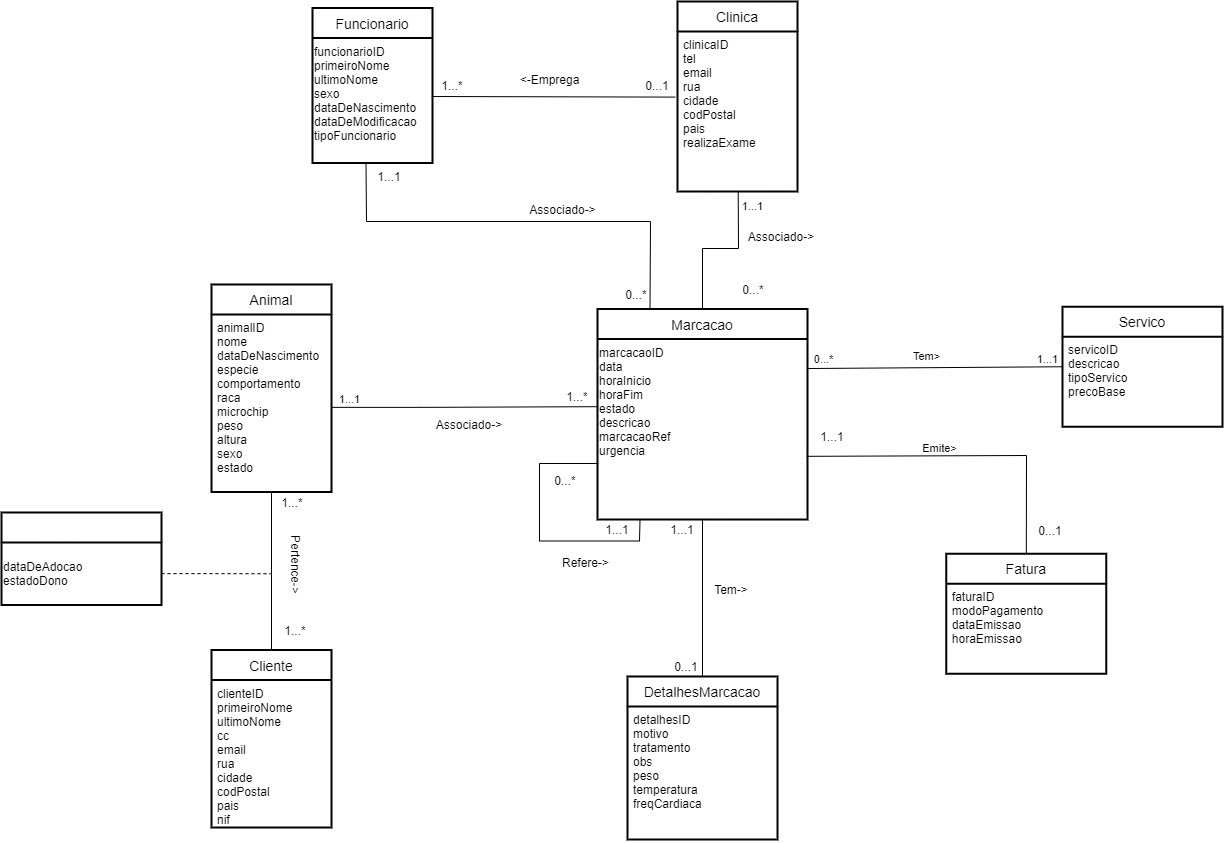 Funcionario
funcionarioID
primeiroNome
ultimoNome
sexo
dataDeNascimento
dataDeModificacao
tipoFuncionario
1...*
<-Emprega
0...1
Clinica
clinicaID
tel
email
rua
cidade
codPostal
pais
realizaExame
1...1
Associado->
0...*
1...1
Associado->
0...*
Animal
animalID
nome
dataDeNascimento
especie
comportamento
raca
microchip
peso
altura
sexo
estado
1...1
Associado->
1...*
Marcacao
marcacaoID
data
horaInicio
horaFim
estado
descricao
marcacaoRef
urgencia
0...*
Tem>
1...1
Servico
servicoID
descricao
tipoServico
precoBase
1...1
Emite>
0...1
Fatura
faturaID
modoPagamento
dataEmissao
horaEmissao
0...*
1...1
Refere->
1...1
Tem->
0...1
DetalhesMarcacao
detalhesID
motivo
tratamento
obs
peso
temperatura
freqCardiaca
1...*
Pertence->
1...*
dataDeAdocao
estadoDono
Cliente
clienteID
primeiroNome
ultimoNome
cc
email
rua
cidade
codPostal
pais
nif